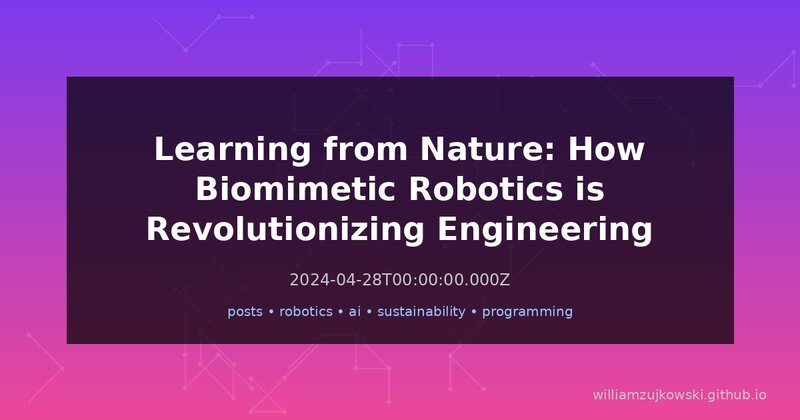 Learning from Nature: How
Biomimetic Robotics is
Revolutionizing Engineering
2024-04-28T00:00:00.000Z
posts • robotics • ai • sustainability • programming
williamzujkowski.github.io